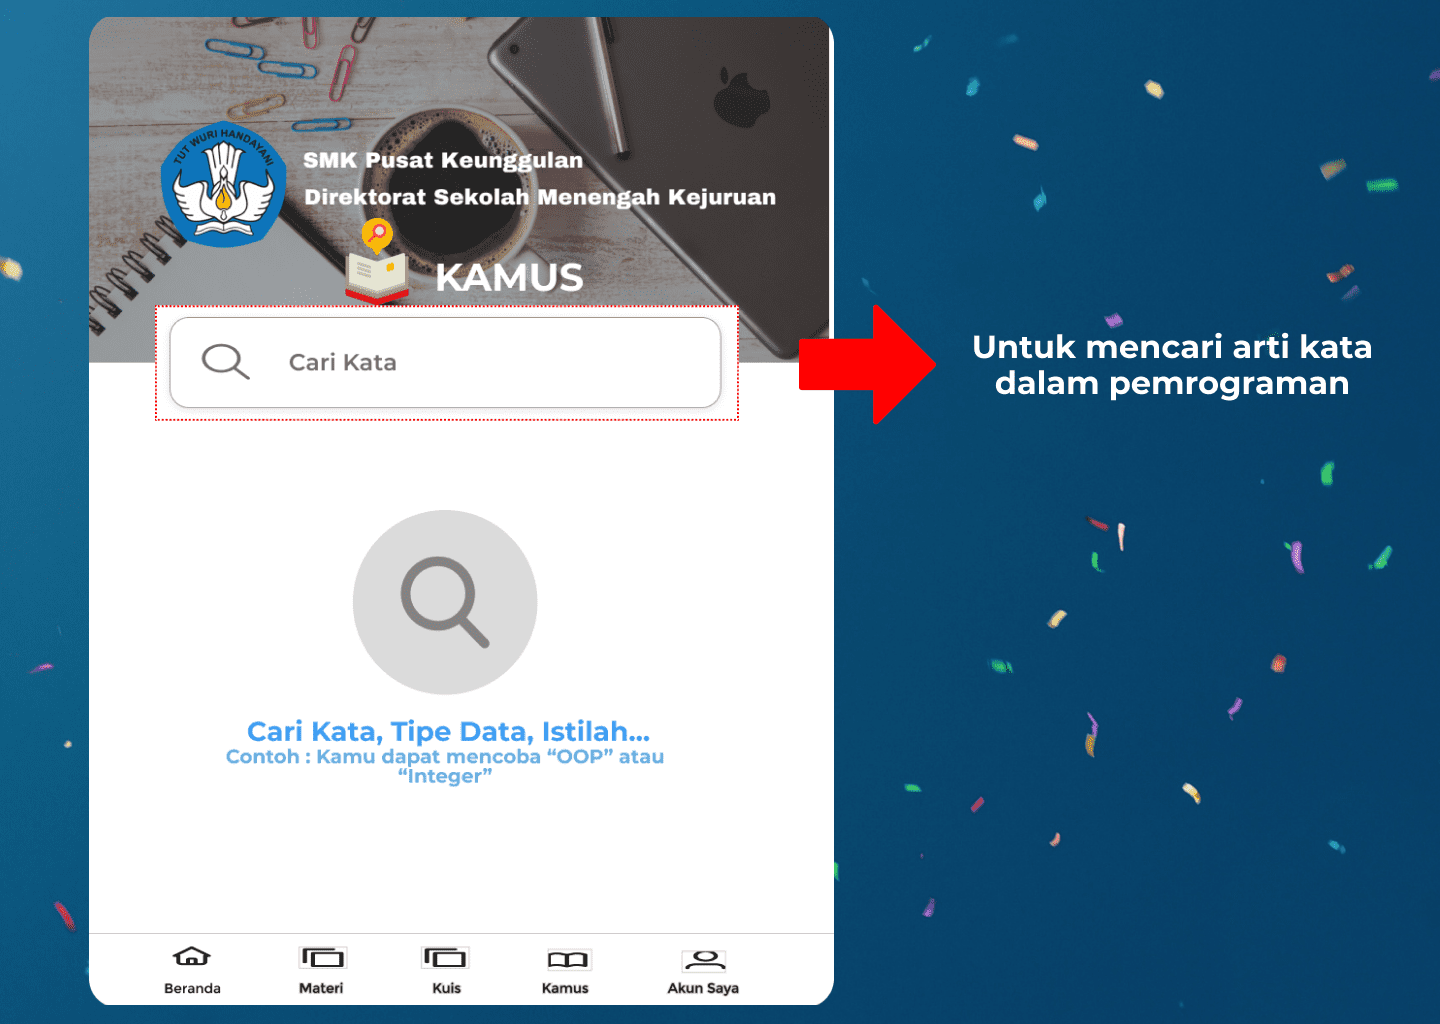 TUT WURI HANDAYANI
SMK Pusat Keunggulan
Direktorat Sekolah Menengah Kejuruan
KAMUS
Cari Kata
Untuk mencari arti kata
dalam pemrograman
Cari Kata, Tipe Data, Istilah...
Contoh : Kamu dapat mencoba “OOP” atau
“Integer”
Beranda
Materi
Kuis
Kamus
Akun Saya